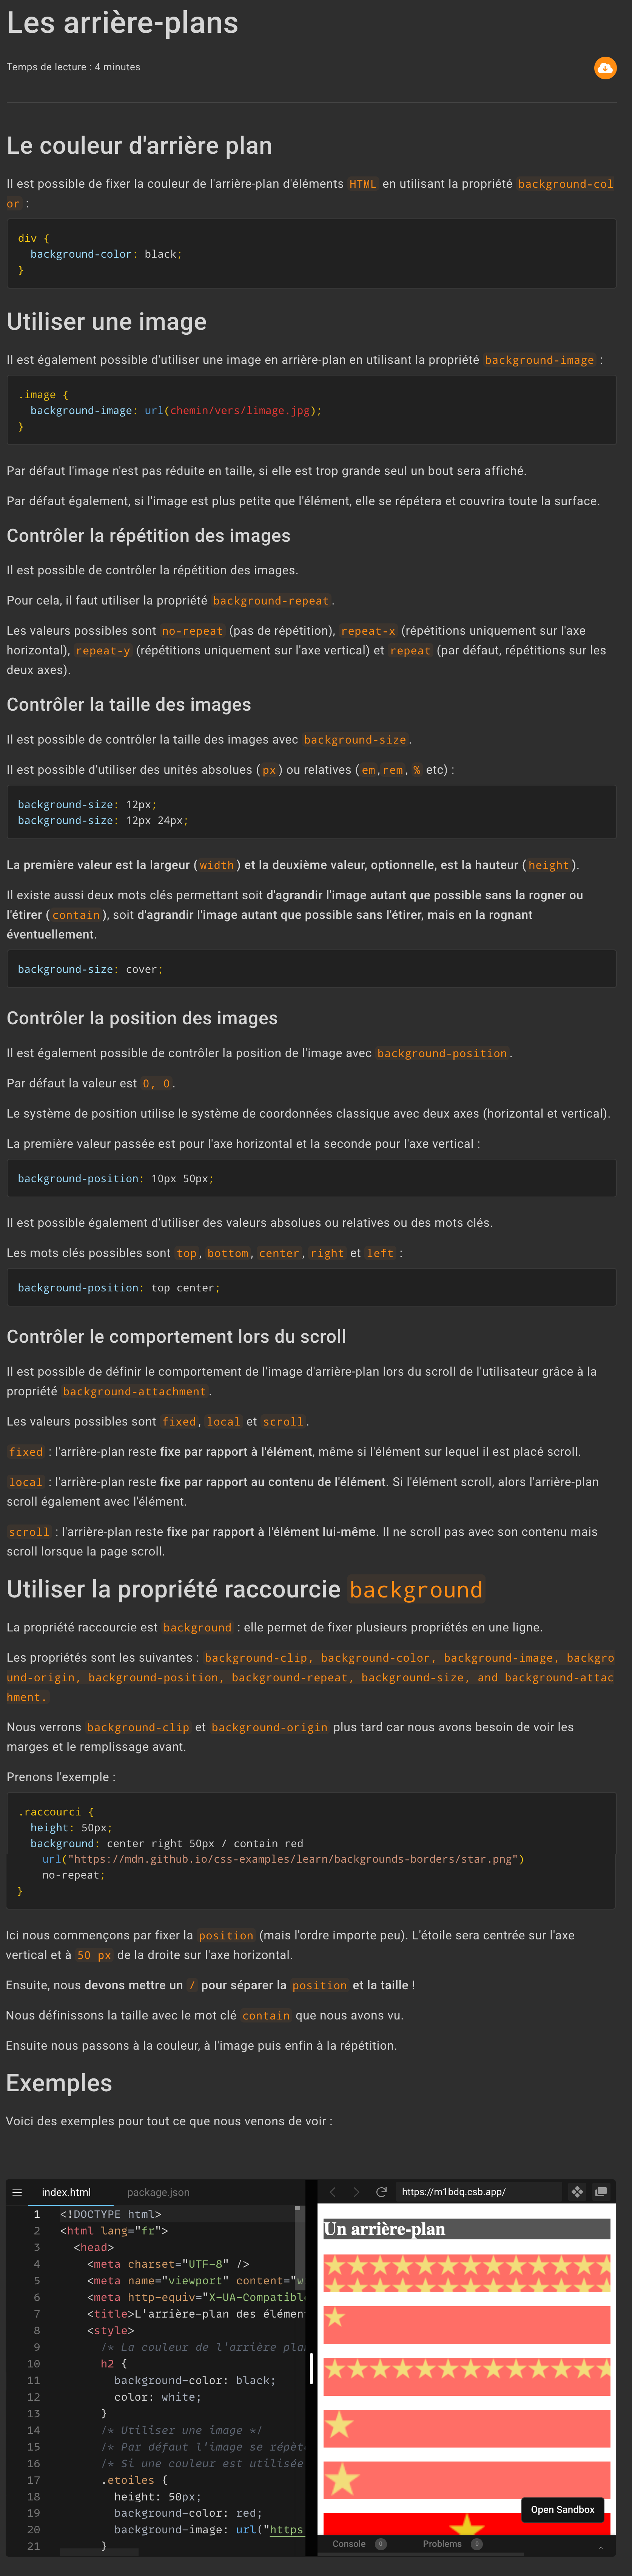 Les arrière-plans
Temps de lecture : 4 minutes
Le couleur d'arrière plan
Il est possible de fixer la couleur de l'arrière-plan d'éléments HTML en utilisant la propriété background-col
or :
div {
background-color: black;
}
Utiliser une image
Il est également possible d'utiliser une image en arrière-plan en utilisant la propriété background-image :
.image {
background-image: url(chemin/vers/limage.jpg);
}
Par défaut l'image n'est pas réduite en taille, si elle est trop grande seul un bout sera affiché.
Par défaut également, si l'image est plus petite que l'élément, elle se répétera et couvrira toute la surface.
Contrôler la répétition des images
Il est possible de contrôler la répétition des images.
Pour cela, il faut utiliser la propriété background-repeat.
Les valeurs possibles sont no-repeat (pas de répétition), repeat-x (répétitions uniquement sur l'axe
horizontal), repeat-y (répétitions uniquement sur l'axe vertical) et repeat (par défaut, répétitions sur les
deux axes).
Contrôler la taille des images
Il est possible de contrôler la taille des images avec background-size.
Il est possible d'utiliser des unités absolues (px) ou relatives (em,rem, % etc) :
background-size: 12px;
background-size: 12px 24px;
La première valeur est la largeur (width) et la deuxième valeur, optionnelle, est la hauteur (height).
Il existe aussi deux mots clés permettant soit d'agrandir l'image autant que possible sans la rogner ou
l'étirer (contain), soit d'agrandir l'image autant que possible sans l'étirer, mais en la rognant
éventuellement.
background-size: cover;
Contrôler la position des images
Il est également possible de contrôler la position de l'image avec background-position.
Par défaut la valeur est 0, 0.
Le système de position utilise le système de coordonnées classique avec deux axes (horizontal et vertical).
La première valeur passée est pour l'axe horizontal et la seconde pour l'axe vertical :
background-position: 10px 50px;
Il est possible également d'utiliser des valeurs absolues ou relatives ou des mots clés.
Les mots clés possibles sont top, bottom, center, right et left :
background-position: top center;
Contrôler le comportement lors du scroll
Il est possible de définir le comportement de l'image d'arrière-plan lors du scroll de l'utilisateur grâce à la
propriété background-attachment.
Les valeurs possibles sont fixed, local et scroll.
fixed : l'arrière-plan reste fixe par rapport à l'élément, même si l'élément sur lequel il est placé scroll.
local : l'arrière-plan reste fixe par rapport au contenu de l'élément. Si l'élément scroll, alors l'arrière-plan
scroll également avec l'élément.
scroll : l'arrière-plan reste fixe par rapport à l'élément lui-même. Il ne scroll pas avec son contenu mais
scroll lorsque la page scroll.
Utiliser la propriété raccourcie background
La propriété raccourcie est background : elle permet de fixer plusieurs propriétés en une ligne.
Les propriétés sont les suivantes : background-clip, background-color, background-image, backgro
und-origin, background-position, background-repeat, background-size, and background-attac
hment.
Nous verrons background-clip et background-origin plus tard car nous avons besoin de voir les
marges et le remplissage avant.
Prenons l'exemple :
.raccourci {
height: 50px;
background: center right 50px / contain red
url("https://mdn.github.io/css-examples/learn/backgrounds-borders/star.png")
no-repeat;
}
Ici nous commençons par fixer la position (mais l'ordre importe peu). L'étoile sera centrée sur l'axe
vertical et à 50 px de la droite sur l'axe horizontal.
Ensuite, nous devons mettre un / pour séparer la position et la taille !
Nous définissons la taille avec le mot clé contain que nous avons vu.
Ensuite nous passons à la couleur, à l'image puis enfin à la répétition.
Exemples
Voici des exemples pour tout ce que nous venons de voir :
index.html package.json
1 <!DOCTYPE html>
2 <html lang="fr">
3 <head>
4 <meta charset="UTF-8" />
5 <meta name="viewport" content="w
6 <meta http-equiv="X-UA-Compatible
7 <title>L'arrière-plan des élémen
8 <style>
9 /* La couleur de l'arrière pla
10 h2 {
11 background-color: black;
12 color: white;
13 }
14 /* Utiliser une image */
15 /* Par défaut l'image se répèt
16 /* Si une couleur est utilisée
17 .etoiles {
18 height: 50px;
19 background-color: red;
20 background-image: url("https:
21 }
https://m1bdq.csb.app/
Un arrière-plan
Open Sandbox
Console 0 Problems 0